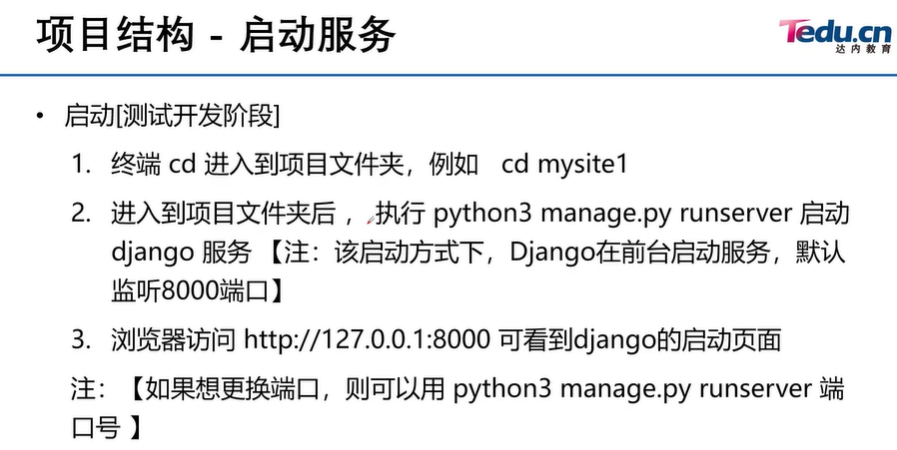 项目结构 - 启动服务
Tedu.cn
达内教育
• 启动[测试开发阶段]
1. 终端 cd 进入到项目文件夹，例如 cd mysite1
2. 进入到项目文件夹后 ，执行 python3 manage.py runserver 启动
django 服务 【注：该启动方式下，Django在前台启动服务，默认
监听8000端口】
3. 浏览器访问 http://127.0.0.1:8000 可看到django的启动页面
注：【如果想更换端口，则可以用 python3 manage.py runserver 端
口号 】